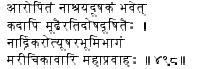 आरोपितं नाश्रयदूषकं भवेत्
कदापि मूढैरतिदोषदूषितैः ।
नार्द्रिकरोत्यूषरभूमिभागं
मरीचिकावारि महाप्रवाहः ॥ ४९८॥